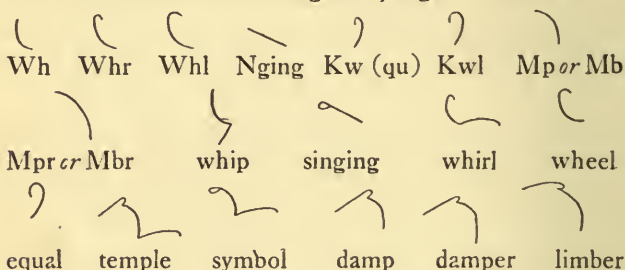 Wh Whr Whl Nging Kw (qu) Kwl Mp or Mb
Mpr or Mbr whip singing whirl wheel
equal temple symbol damp damper limber